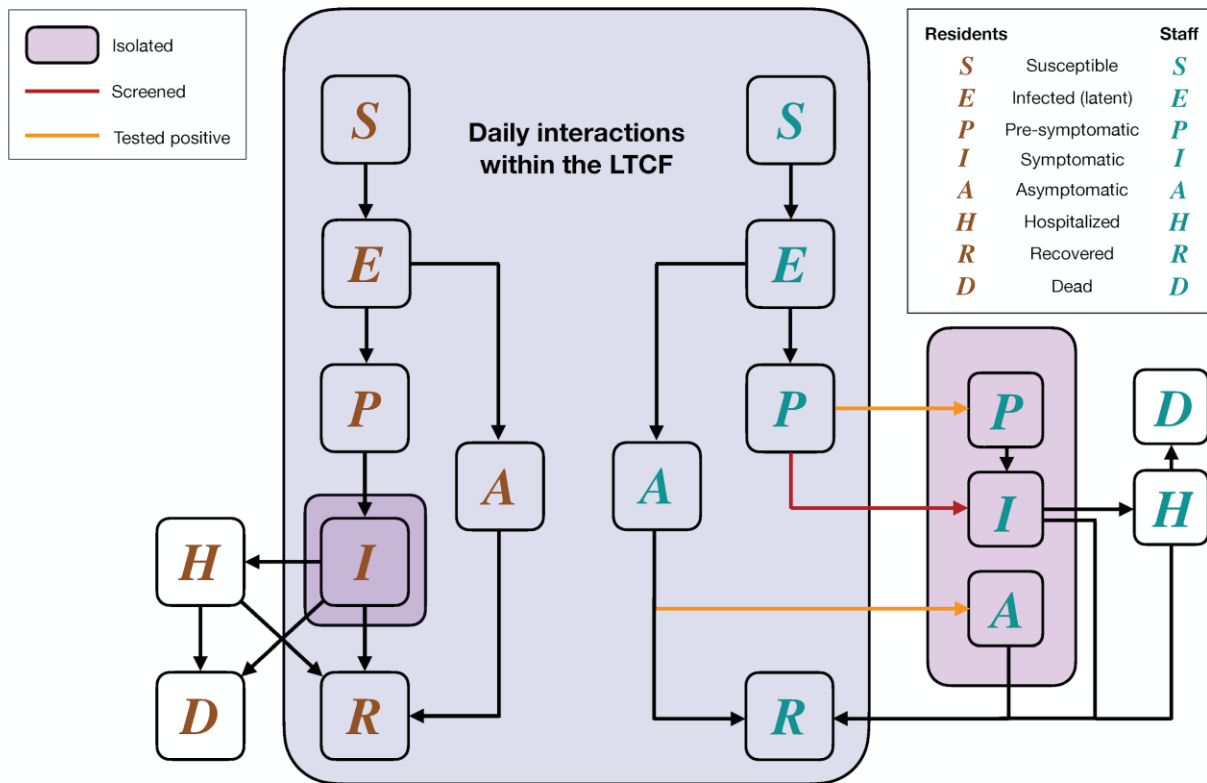 Isolated
Screened
Tested positive
Daily interactions
within the LTCF
Residents Staff
S Susceptible S
E Infected (latent) E
P Pre-symptomatic P
I Symptomatic I
A Asymptomatic A
H Hospitalized H
R Recovered R
D Dead D
S S
E E
P P P D
A A I H
H I A
D R R